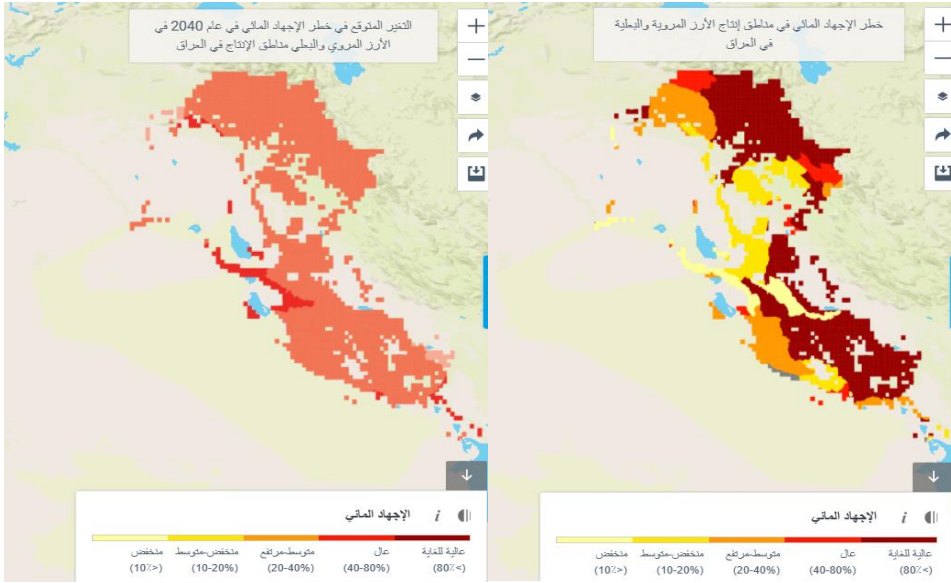 خطر الإجهاد المائي في مناطق إنتاج الأرز المروية والبعلية
في العراق
الإجهاد المائي
عالية للغاية
عال
متوسط-مرتفع
منخفض-متوسط
منخفض
(80٪<)
(40-80%)
(20-40%)
(10-20%)
(10٪>)
التغير المتوقع في خطر الإجهاد المائي في عام 2040 في
الأرز المروي والبعلي مناطق الإنتاج في العراق
الإجهاد المائي
عالية للغاية
عال
متوسط-مرتفع
منخفض-متوسط
منخفض
(80٪<)
(40-80%)
(20-40%)
(10-20%)
(10٪>)